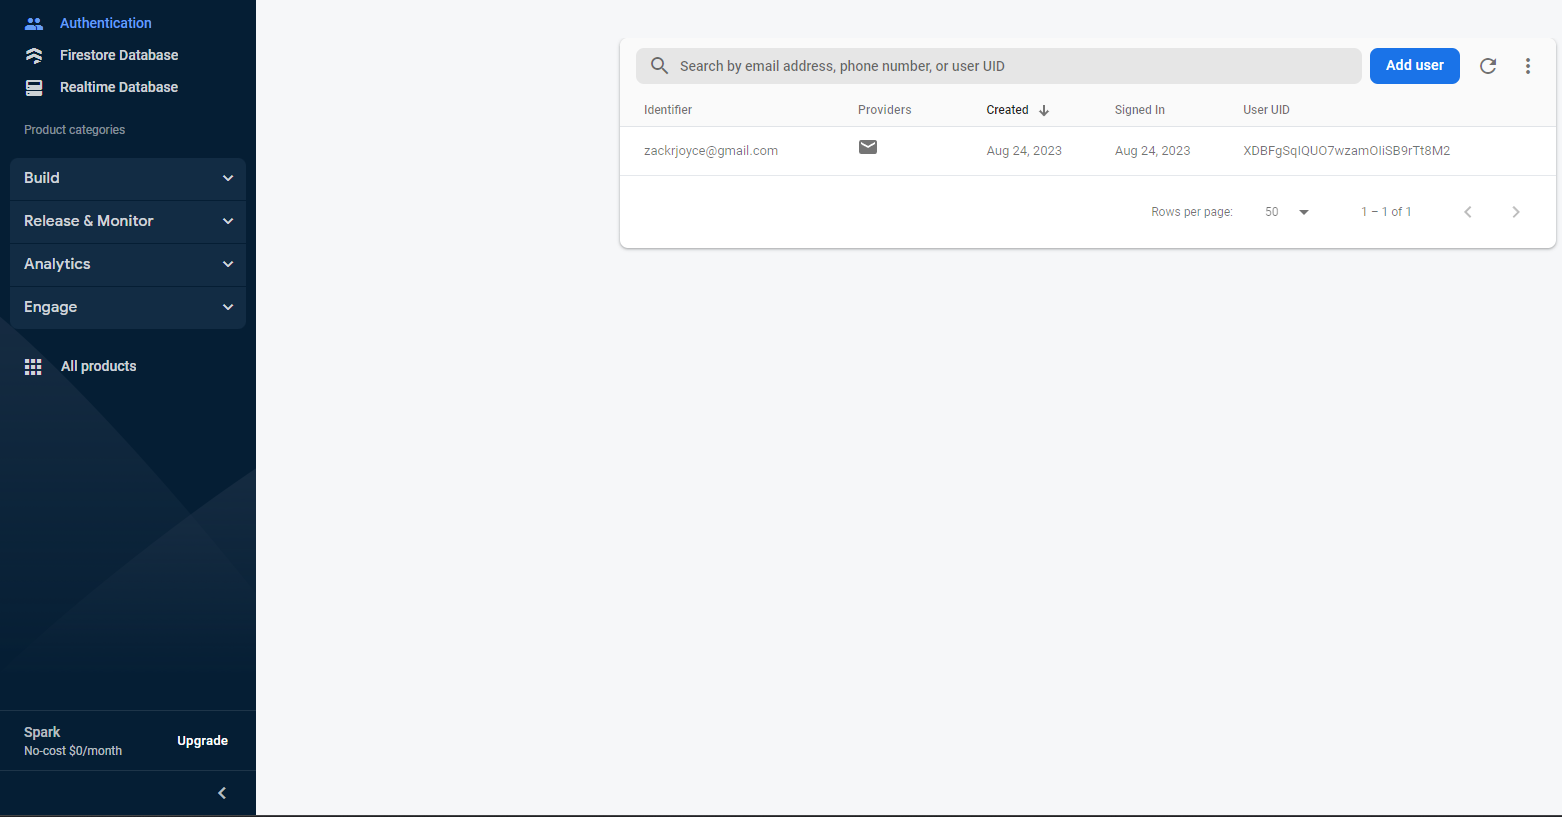 Authentication
Firestore Database
Realtime Database
Product categories
Build
Release & Monitor
Analytics
Engage
All products
Spark
No-cost $0/month
Upgrade
Search by email address, phone number, or user UID
Add user
Identifier Providers Created Signed In User UID
zackrjoyce@gmail.com Aug 24, 2023 Aug 24, 2023 XDBFgSqIQUO7wzamOIiSB9rTt8M2
Rows per page: 50 1 – 1 of 1